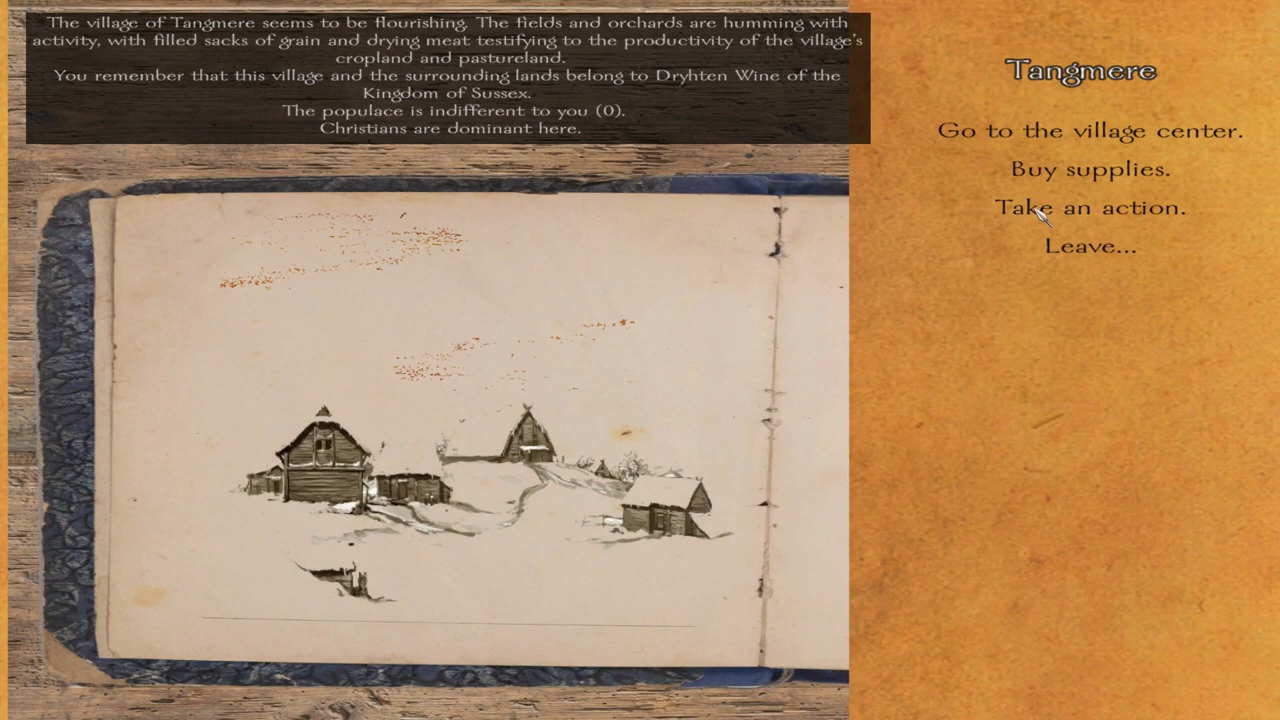 The village of Tangmere seems to be flourishing. The fields and orchards are humming with
activity, with filled sacks of grain and drying meat testifying to the productivity of the village's
cropland and pastureland.
You remember that this village and the surrounding lands belong to Dryhten Wine of the
Kingdom of Sussex.
The populace is indifferent to you (0).
Christians are dominant here.
Tangmere
Go to the village center.
Buy supplies.
Take an action.
Leave...